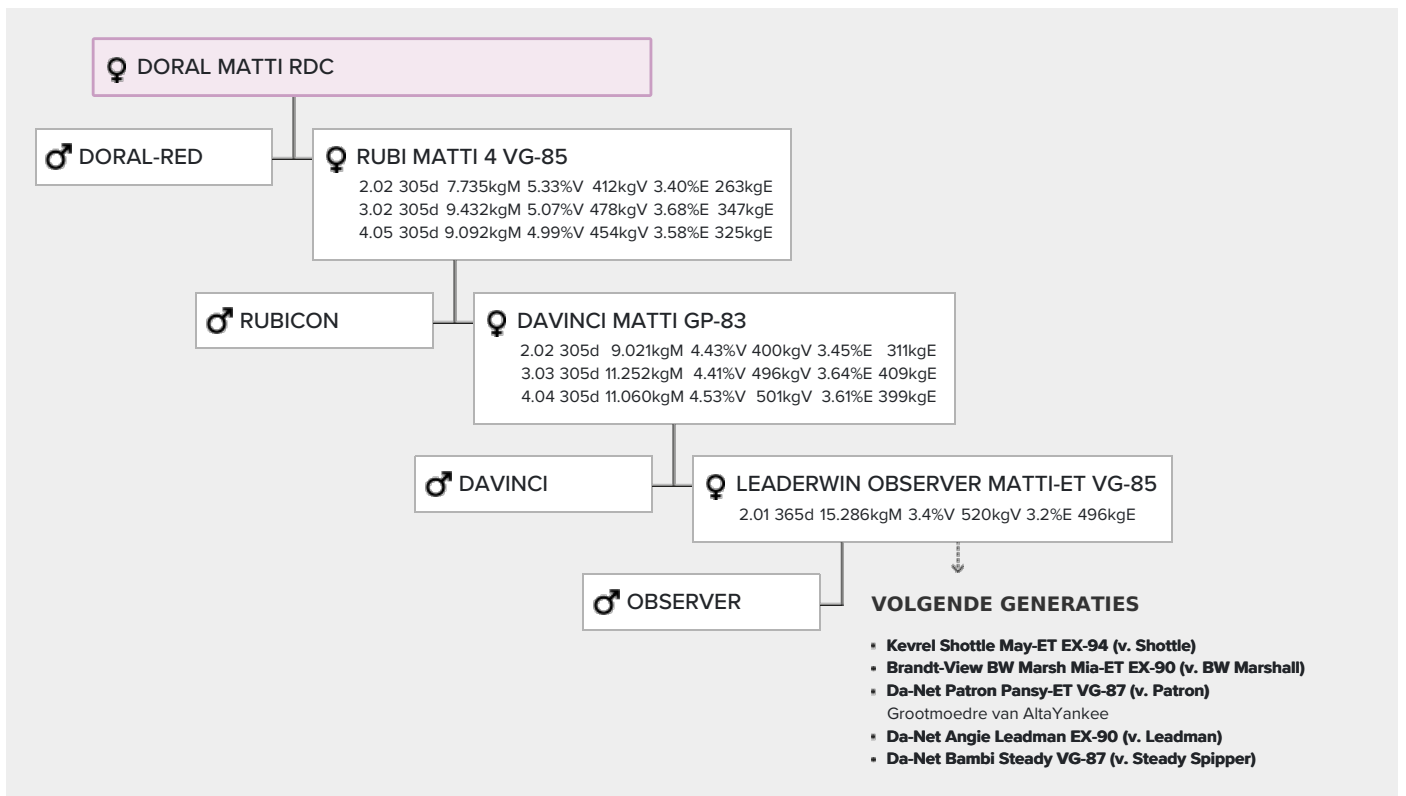 DORAL MATTI RDC
DORAL-RED
RUBI MATTI 4 VG-85
2.02 305d 7.735kgM 5.33%V 412kgV 3.40%E 263kgE
3.02 305d 9.432kgM 5.07%V 478kgV 3.68%E 347kgE
4.05 305d 9.092kgM 4.99%V 454kgV 3.58%E 325kgE
RUBICON
DAVINCI MATTI GP-83
2.02 305d 9.021kgM 4.43%V 400kgV 3.45%E 311kgE
3.03 305d 11.252kgM 4.41%V 496kgV 3.64%E 409kgE
4.04 305d 11.060kgM 4.53%V 501kgV 3.61%E 399kgE
DAVINCI
LEADERWIN OBSERVER MATTI-ET VG-85
2.01 365d 15.286kgM 3.4%V 520kgV 3.2%E 496kgE
OBSERVER
VOLGENDE GENERATIES
▪ Kevrel Shottle May-ET EX-94 (v. Shottle)
▪ Brandt-View BW Marsh Mia-ET EX-90 (v. BW Marshall)
▪ Da-Net Patron Pansy-ET VG-87 (v. Patron)
Grootmoedre van AltaYankee
▪ Da-Net Angie Leadman EX-90 (v. Leadman)
▪ Da-Net Bambi Steady VG-87 (v. Steady Spipper)